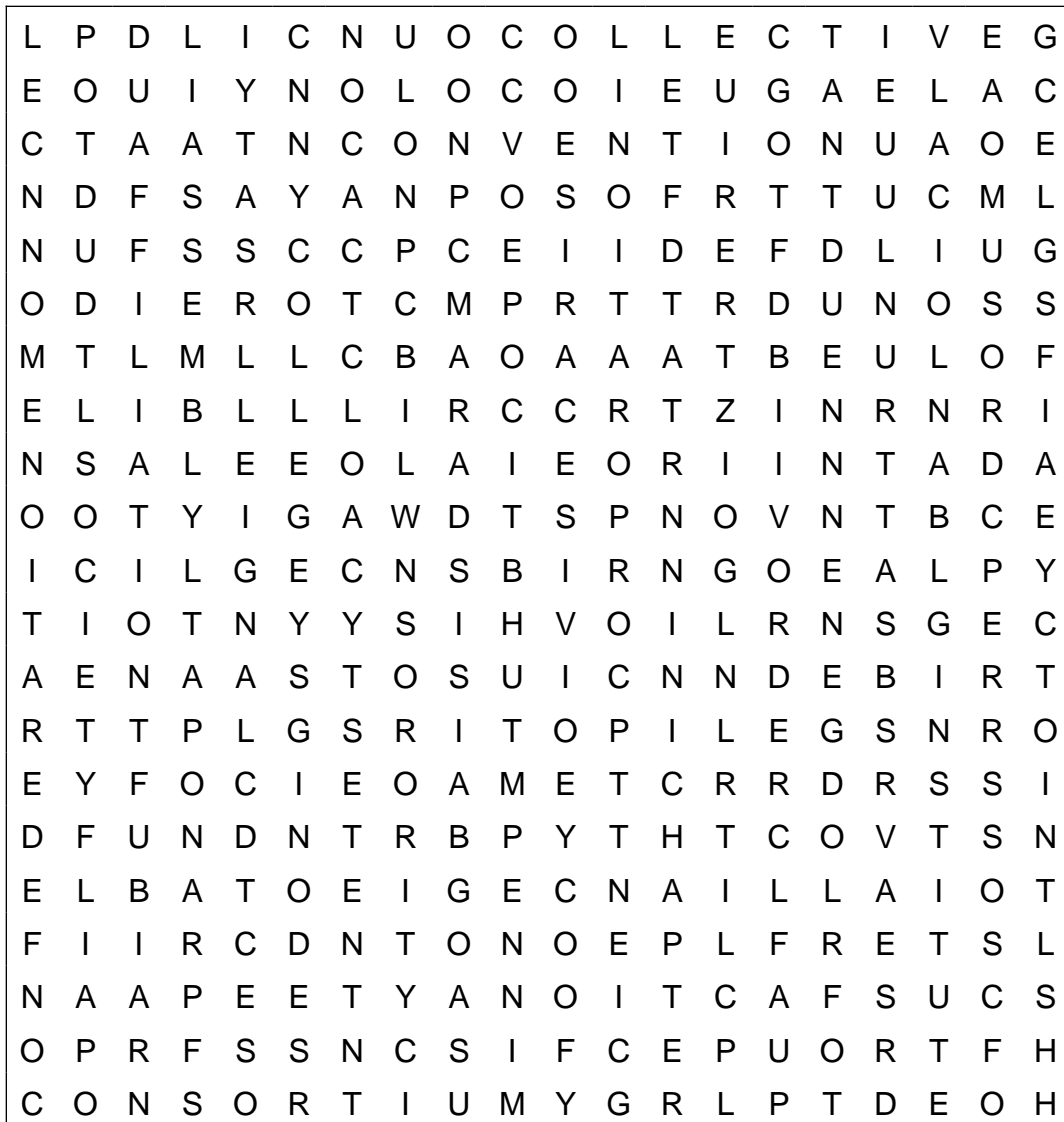 L P D L I C N U O C O L L E C T I V E G
E O U I Y N O L O C O I E U G A E L A C
C T A A T N C O N V E N T I O N U A O E
N D F S A Y A N P O S O F R T T U C M L
N U F S S C C P C E I I D E F D L I U G
O D I E R O T C M P R T T R D U N O S S
M T L M L L C B A O A A A T B E U L O F
E L I B L L L I R C C R T Z I N R N R I
N S A L E E O L A I E O R I I N T A D A
O O T Y I G A W D T S P N O V N T B C E
I C I L G E C N S B I R N G O E A L P Y
T I O T N Y Y S I H V O I L R N S G E C
A E N A A S T O S U I C N N D E B I R T
R T T P L G S R I T O P I L E G S N R O
E Y F O C I E O A M E T C R R D R S S I
D F U N D N T R B P Y T H T C O V T S N
E L B A T O E I G E C N A I L L A I O T
F I I R C D N T O N O E P L F R E T S L
N A A P E E T Y A N O I T C A F S U C S
O P R F S S N C S I F C E P U O R T F H
C O N S O R T I U M Y G R L P T D E O H